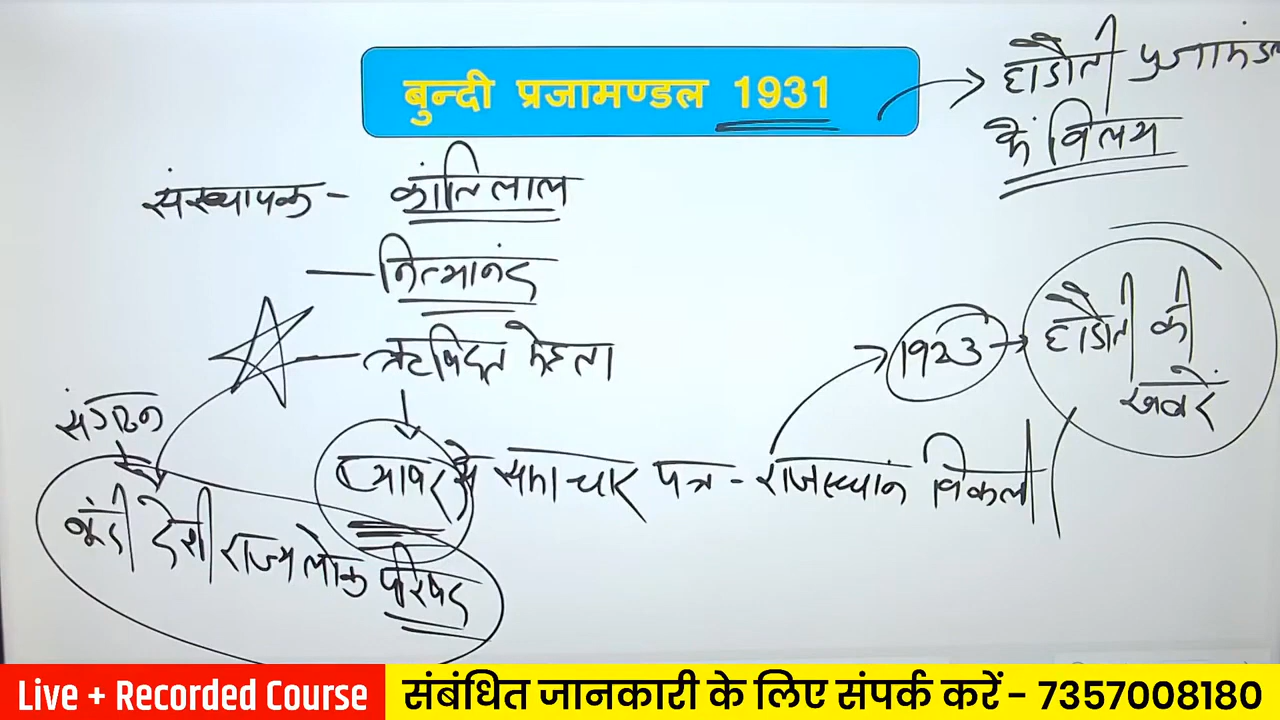 बुन्दी प्रजामण्डल 1931
हाडौती प्रजामंडल
में विलय
संस्थापक - कांतिलाल
— नित्यानंद
— ऋषिदत मेहता
1923 → हाडौती की
खबरें
संगठन
ब्यावर से समाचार पत्र - राजस्थान निकला
बूंदी देशी राज्य लोक परिषद
Live + Recorded Course
संबंधित जानकारी के लिए संपर्क करें - 7357008180